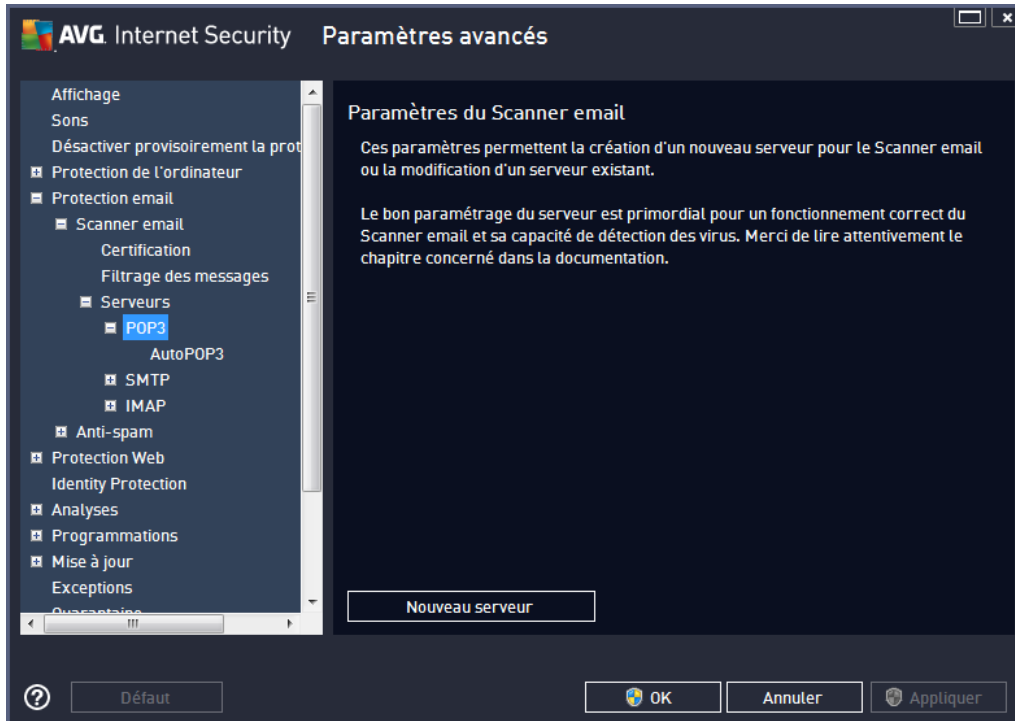 AVG. Internet Security Paramètres avancés
Affichage
Sons
Désactiver provisoirement la prot
Protection de l'ordinateur
Protection email
Scanner email
Certification
Filtrage des messages
Serveurs
POP3
AutoPOP3
SMTP
IMAP
Anti-spam
Protection Web
Identity Protection
Analyses
Programmations
Mise à jour
Exceptions
Quarantaine
Paramètres du Scanner email
Ces paramètres permettent la création d'un nouveau serveur pour le Scanner email
ou la modification d'un serveur existant.
Le bon paramétrage du serveur est primordial pour un fonctionnement correct du
Scanner email et sa capacité de détection des virus. Merci de lire attentivement le
chapitre concerné dans la documentation.
Nouveau serveur
Défaut
OK
Annuler
Appliquer